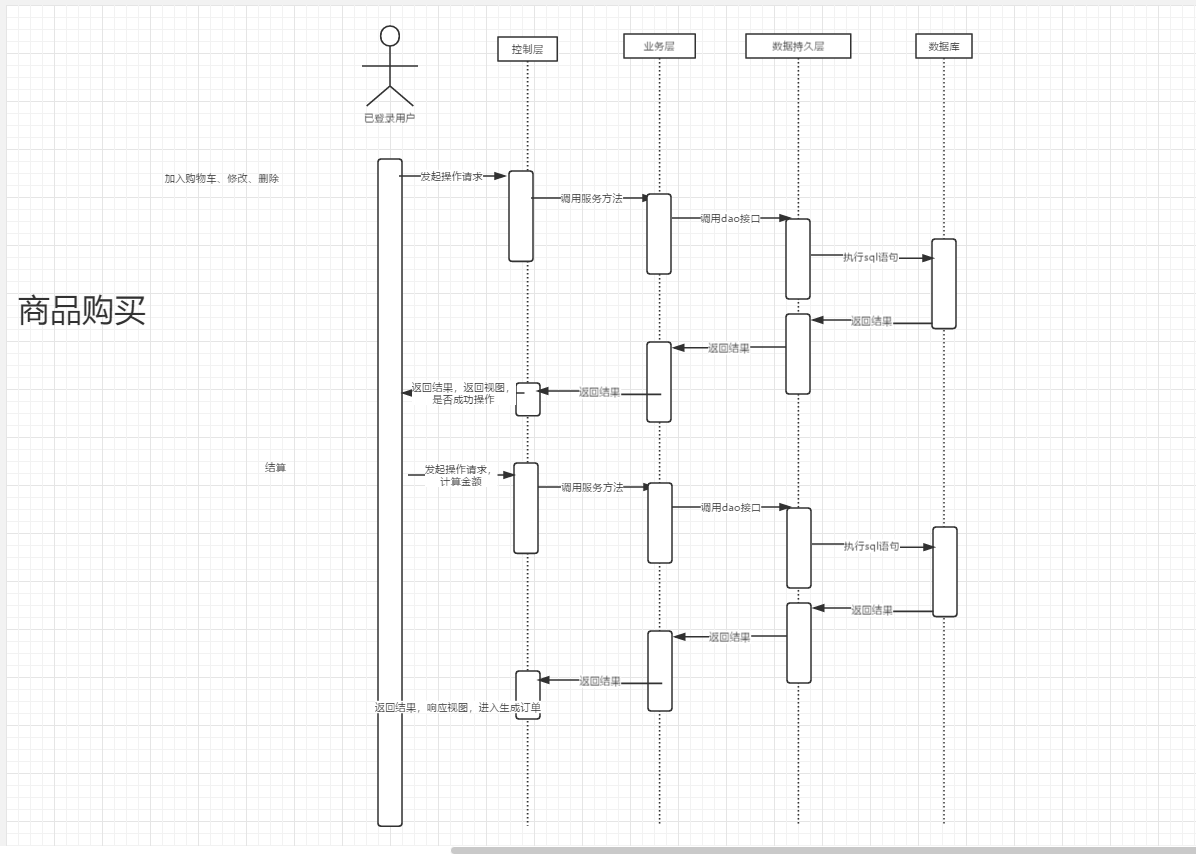 控制层
业务层
数据持久层
数据库
已登录用户
加入购物车、修改、删除
发起操作请求
调用服务方法
调用dao接口
执行sql语句
商品购买
返回结果
返回结果
返回结果
返回结果，返回视图，
是否成功操作
结算
发起操作请求，
计算金额
调用服务方法
调用dao接口
执行sql语句
返回结果
返回结果
返回结果
返回结果，响应视图，进入生成订单